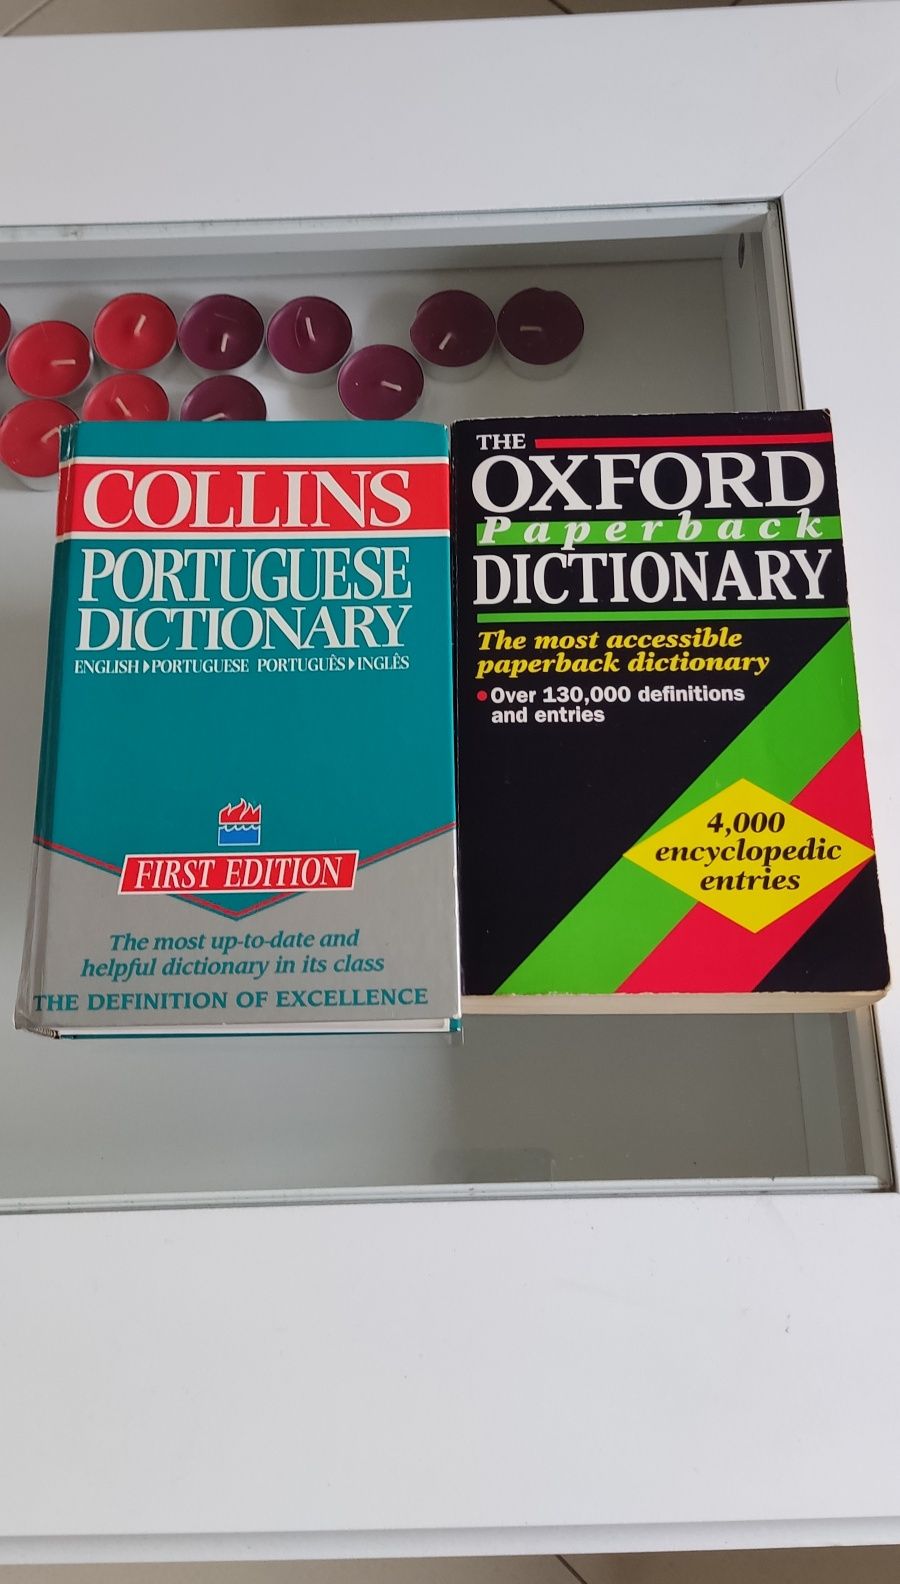 COLLINS
PORTUGUESE
DICTIONARY
ENGLISH▶PORTUGUESE PORTUGUÊS▶INGLÊS
FIRST EDITION
The most up-to-date and
helpful dictionary in its class
THE DEFINITION OF EXCELLENCE
THE
OXFORD
Paperback
DICTIONARY
The most accessible
paperback dictionary
•Over 130,000 definitions
and entries
4,000
encyclopedic
entries